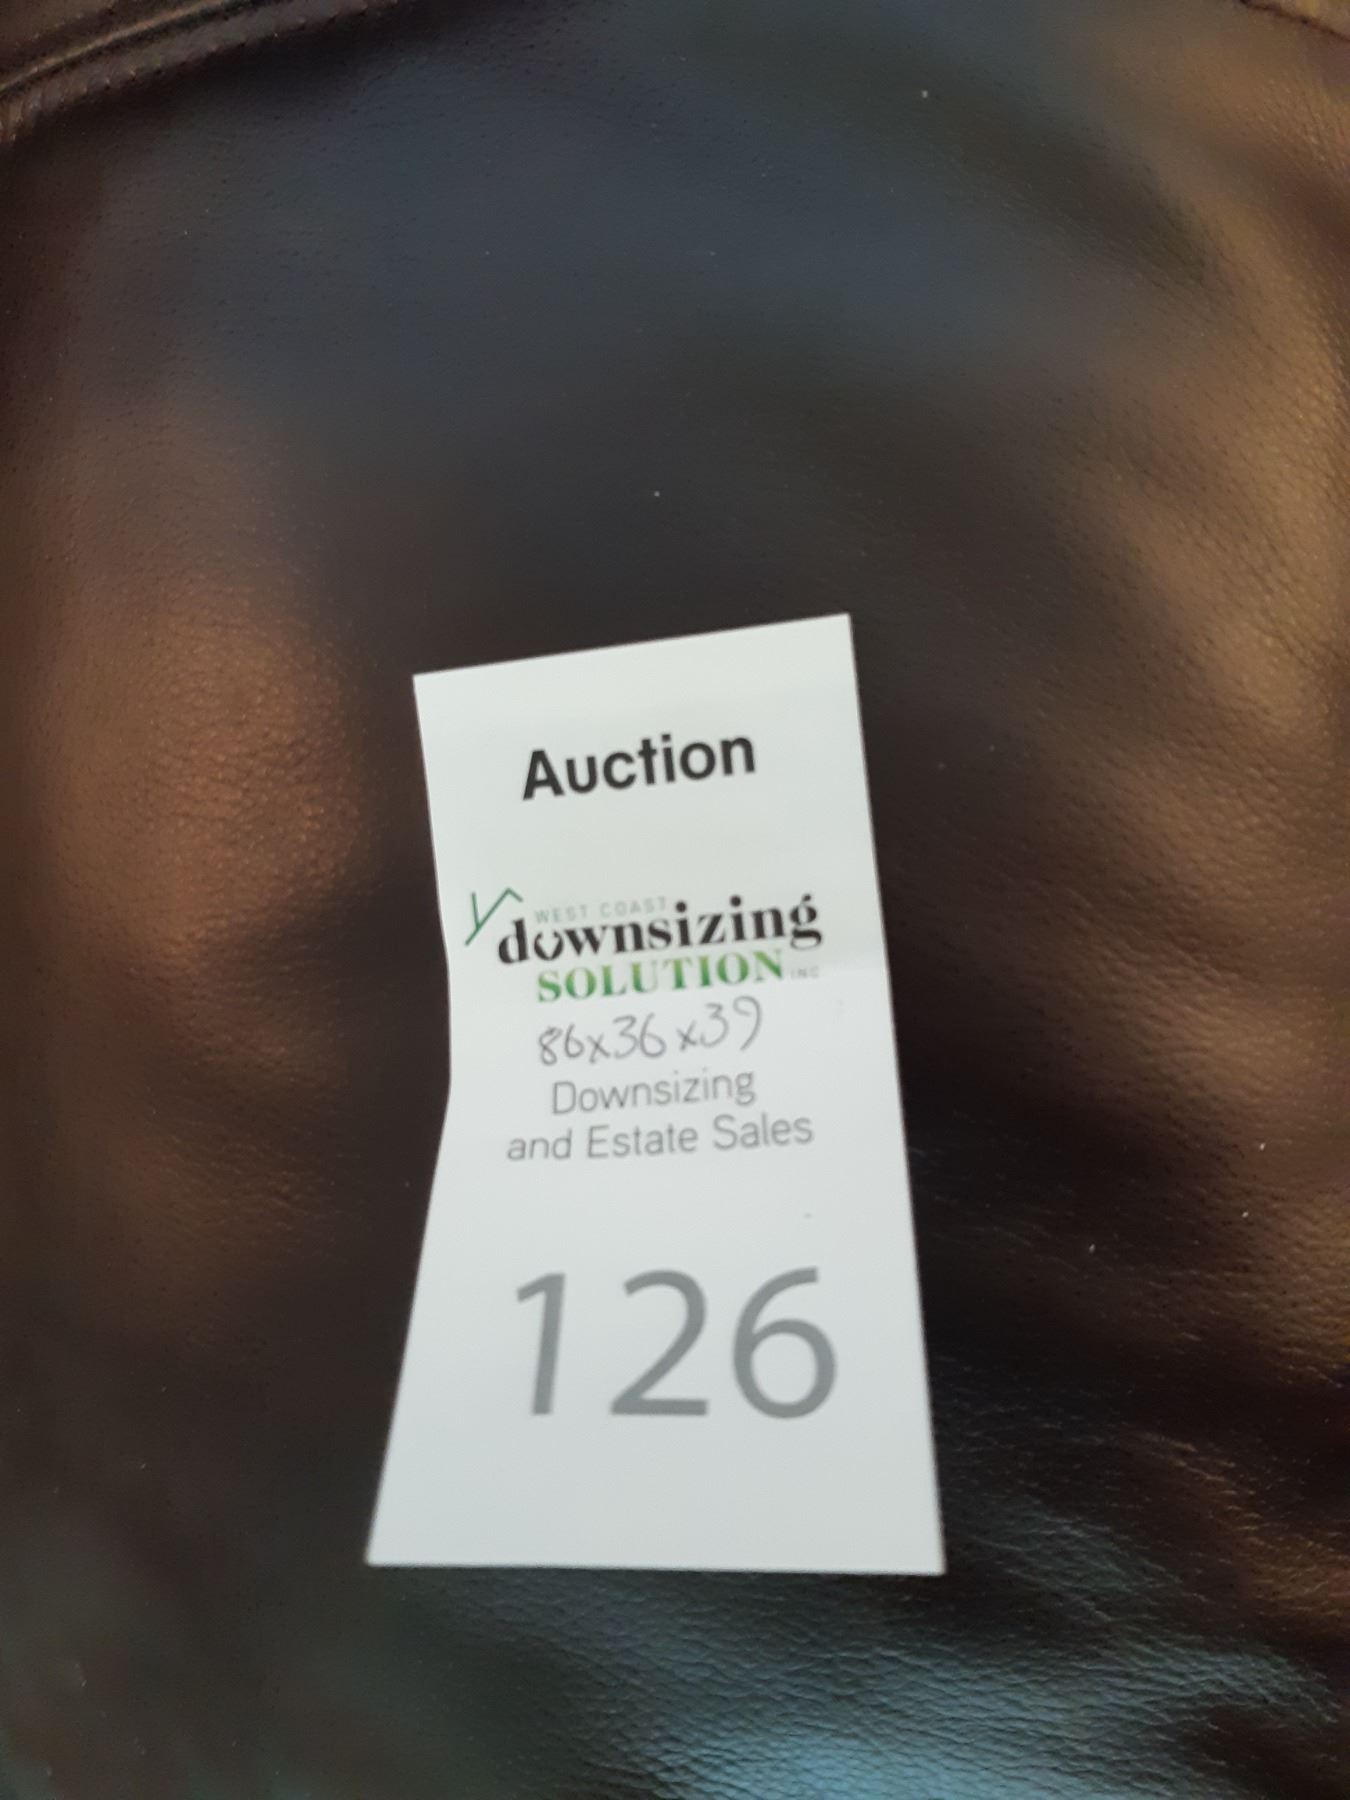 Auction
WEST COAST
downsizing
SOLUTION INC
86x36x39
Downsizing
and Estate Sales
126